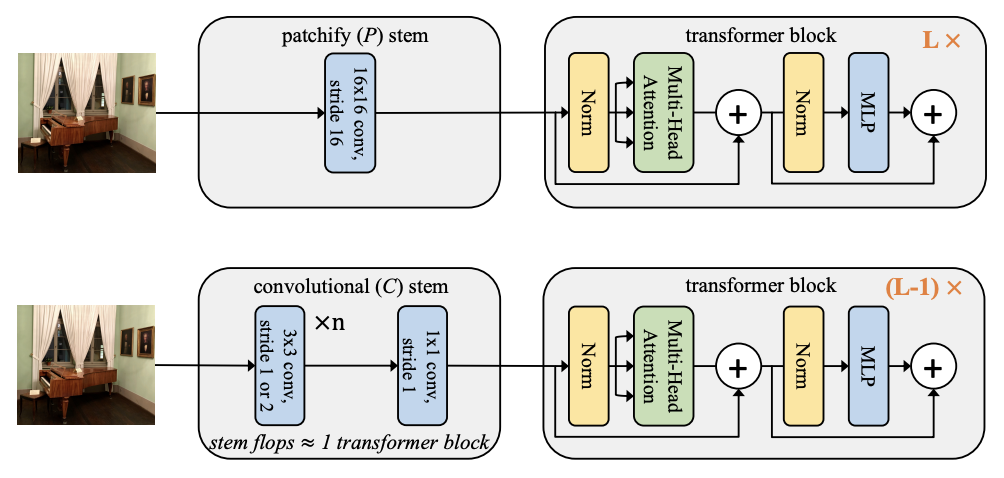 patchify (P) stem
16x16 conv,
stride 16
transformer block
L ×
Norm
Multi-Head
Attention
+
Norm
MLP
+
convolutional (C) stem
3x3 conv,
stride 1 or 2
×n
1x1 conv,
stride 1
stem flops ≈ 1 transformer block
transformer block
(L-1) ×
Norm
Multi-Head
Attention
+
Norm
MLP
+